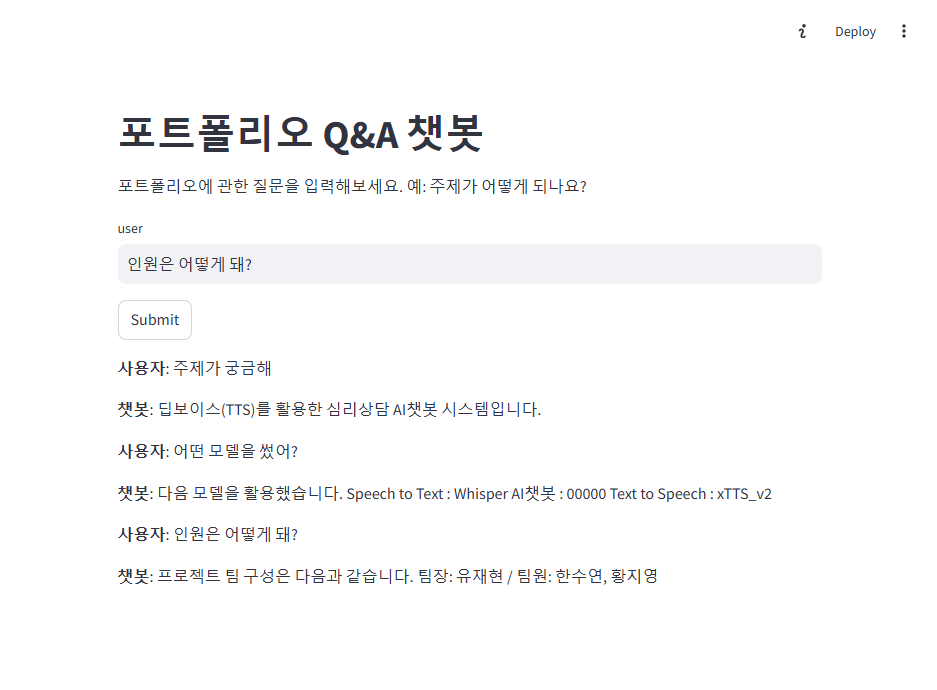 Deploy
포트폴리오 Q&A 챗봇
포트폴리오에 관한 질문을 입력해보세요. 예: 주제가 어떻게 되나요?
user
인원은 어떻게 돼?
Submit
사용자: 주제가 궁금해
챗봇: 딥보이스(TTS)를 활용한 심리상담 AI챗봇 시스템입니다.
사용자: 어떤 모델을 썼어?
챗봇: 다음 모델을 활용했습니다. Speech to Text : Whisper AI챗봇 : 00000 Text to Speech : xTTS_v2
사용자: 인원은 어떻게 돼?
챗봇: 프로젝트 팀 구성은 다음과 같습니다. 팀장: 유재현 / 팀원: 한수연, 황지영